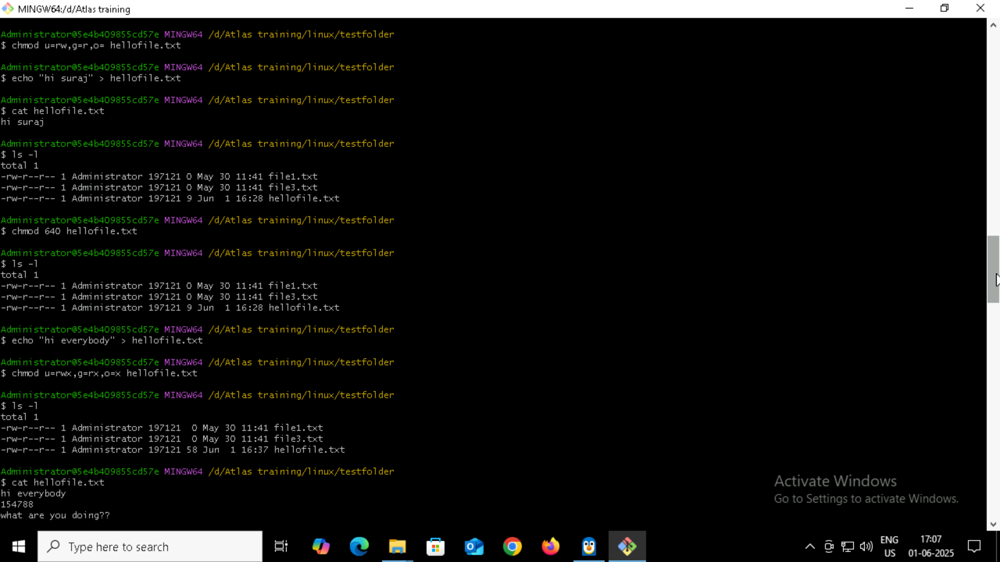 MINGW64:/d/Atlas training
Administrator@5e4b409855cd57e MINGW64 /d/Atlas training/linux/testfolder
$ chmod u=rw,g=r,o= hellofile.txt
Administrator@5e4b409855cd57e MINGW64 /d/Atlas training/linux/testfolder
$ echo "hi suraj" > hellofile.txt
Administrator@5e4b409855cd57e MINGW64 /d/Atlas training/linux/testfolder
$ cat hellofile.txt
hi suraj
Administrator@5e4b409855cd57e MINGW64 /d/Atlas training/linux/testfolder
$ ls -l
total 1
-rw-r--r-- 1 Administrator 197121 0 May 30 11:41 file1.txt
-rw-r--r-- 1 Administrator 197121 0 May 30 11:41 file3.txt
-rw-r--r-- 1 Administrator 197121 9 Jun  1 16:28 hellofile.txt
Administrator@5e4b409855cd57e MINGW64 /d/Atlas training/linux/testfolder
$ chmod 640 hellofile.txt
Administrator@5e4b409855cd57e MINGW64 /d/Atlas training/linux/testfolder
$ ls -l
total 1
-rw-r--r-- 1 Administrator 197121 0 May 30 11:41 file1.txt
-rw-r--r-- 1 Administrator 197121 0 May 30 11:41 file3.txt
-rw-r--r-- 1 Administrator 197121 9 Jun  1 16:28 hellofile.txt
Administrator@5e4b409855cd57e MINGW64 /d/Atlas training/linux/testfolder
$ echo "hi everybody" > hellofile.txt
Administrator@5e4b409855cd57e MINGW64 /d/Atlas training/linux/testfolder
$ chmod u=rwx,g=rx,o=x hellofile.txt
Administrator@5e4b409855cd57e MINGW64 /d/Atlas training/linux/testfolder
$ ls -l
total 1
-rw-r--r-- 1 Administrator 197121  0 May 30 11:41 file1.txt
-rw-r--r-- 1 Administrator 197121  0 May 30 11:41 file3.txt
-rw-r--r-- 1 Administrator 197121 58 Jun  1 16:37 hellofile.txt
Administrator@5e4b409855cd57e MINGW64 /d/Atlas training/linux/testfolder
$ cat hellofile.txt
hi everybody
154788
what are you doing??
Activate Windows
Go to Settings to activate Windows.
Type here to search
ENG
US
17:07
01-06-2025